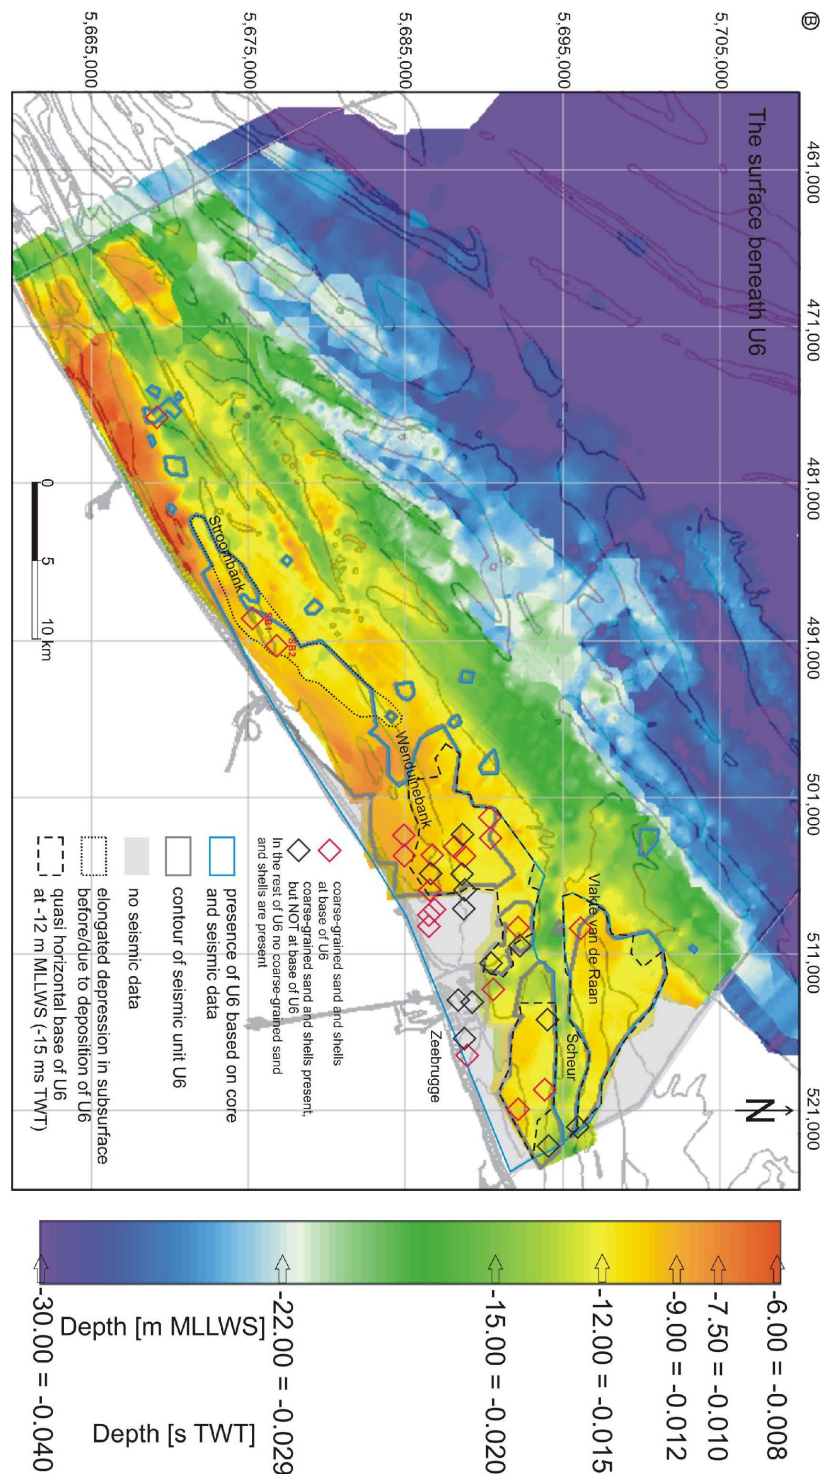 B
The surface beneath U6
461,000
471,000
481,000
491,000
501,000
511,000
521,000
5,705,000
5,695,000
5,685,000
5,675,000
5,665,000
N
Vlakte van de Raan
Scheur
Wenduinebank
Zeebrugge
Stroombank
SB1
SB2
0 5 10 km
coarse-grained sand and shells
at base of U6
coarse-grained sand and shells present,
but NOT at base of U6
In the rest of U6 no coarse-grained sand
and shells are present
presence of U6 based on core
and seismic data
contour of seismic unit U6
no seismic data
elongated depression in subsurface
before/due to deposition of U6
quasi horizontal base of U6
at -12 m MLLWS (-15 ms TWT)
-6.00 = -0.008
-7.50 = -0.010
-9.00 = -0.012
-12.00 = -0.015
-15.00 = -0.020
-22.00 = -0.029
-30.00 = -0.040
Depth [m MLLWS]
Depth [s TWT]